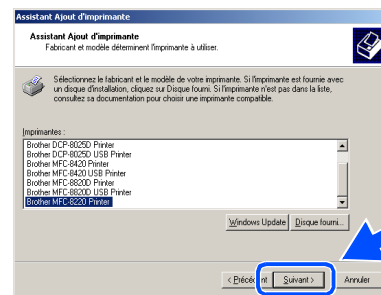 Assistant Ajout d'imprimante
Assistant Ajout d'imprimante
Fabricant et modèle déterminent l'imprimante à utiliser.
Sélectionnez le fabricant et le modèle de votre imprimante. Si l'imprimante est fournie avec
un disque d'installation, cliquez sur Disque fourni. Si l'imprimante n'est pas dans la liste,
consultez sa documentation pour choisir une imprimante compatible.
Imprimantes :
Brother DCP-8025D Printer
Brother DCP-8025D USB Printer
Brother MFC-8420 Printer
Brother MFC-8420 USB Printer
Brother MFC-8820D Printer
Brother MFC-8820D USB Printer
Brother MFC-8220 Printer
Windows Update Disque fourni...
< Précédent Suivant > Annuler